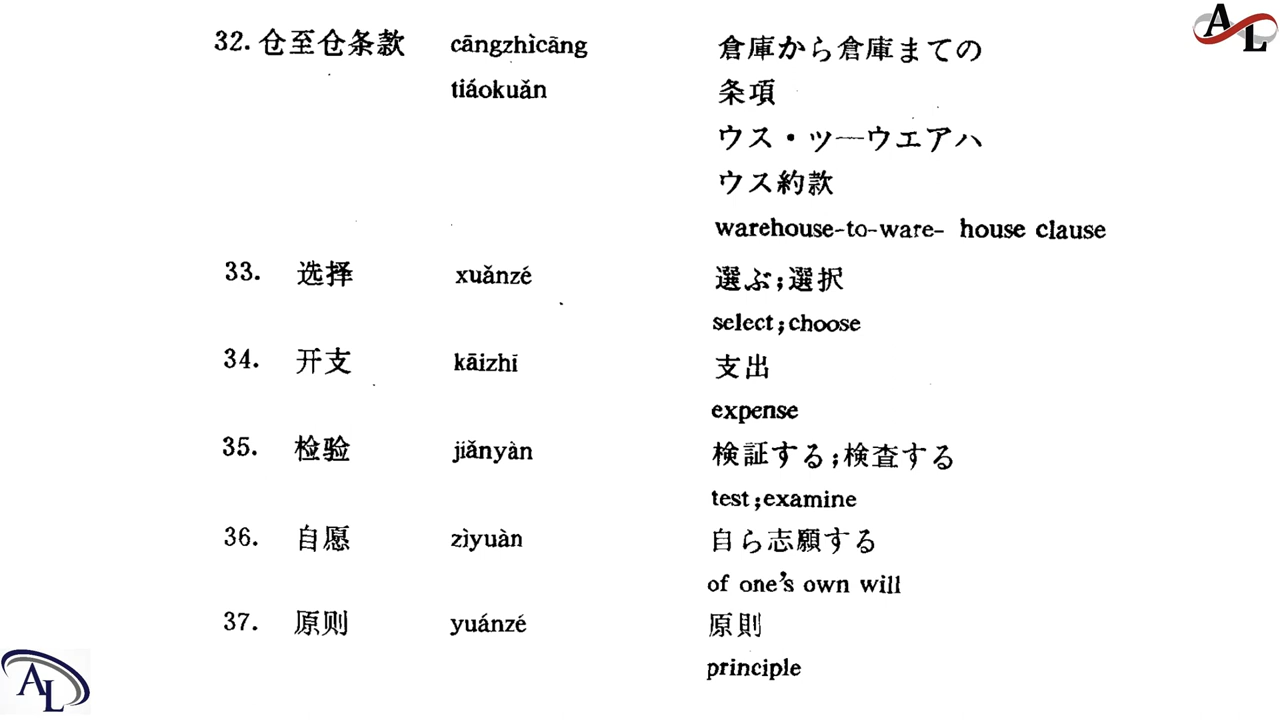 AL
32. 仓至仓条款 cāngzhìcāng 倉庫から倉庫までの
tiáokuǎn 条項
ウス・ツーウエアハ
ウス約款
warehouse-to-ware- house clause
33. 选择 xuǎnzé 選ぶ;選択
select;choose
34. 开支 kāizhī 支出
expense
35. 检验 jiǎnyàn 検証する;検査する
test;examine
36. 自愿 zìyuàn 自ら志願する
of one's own will
37. 原则 yuánzé 原則
principle
AL